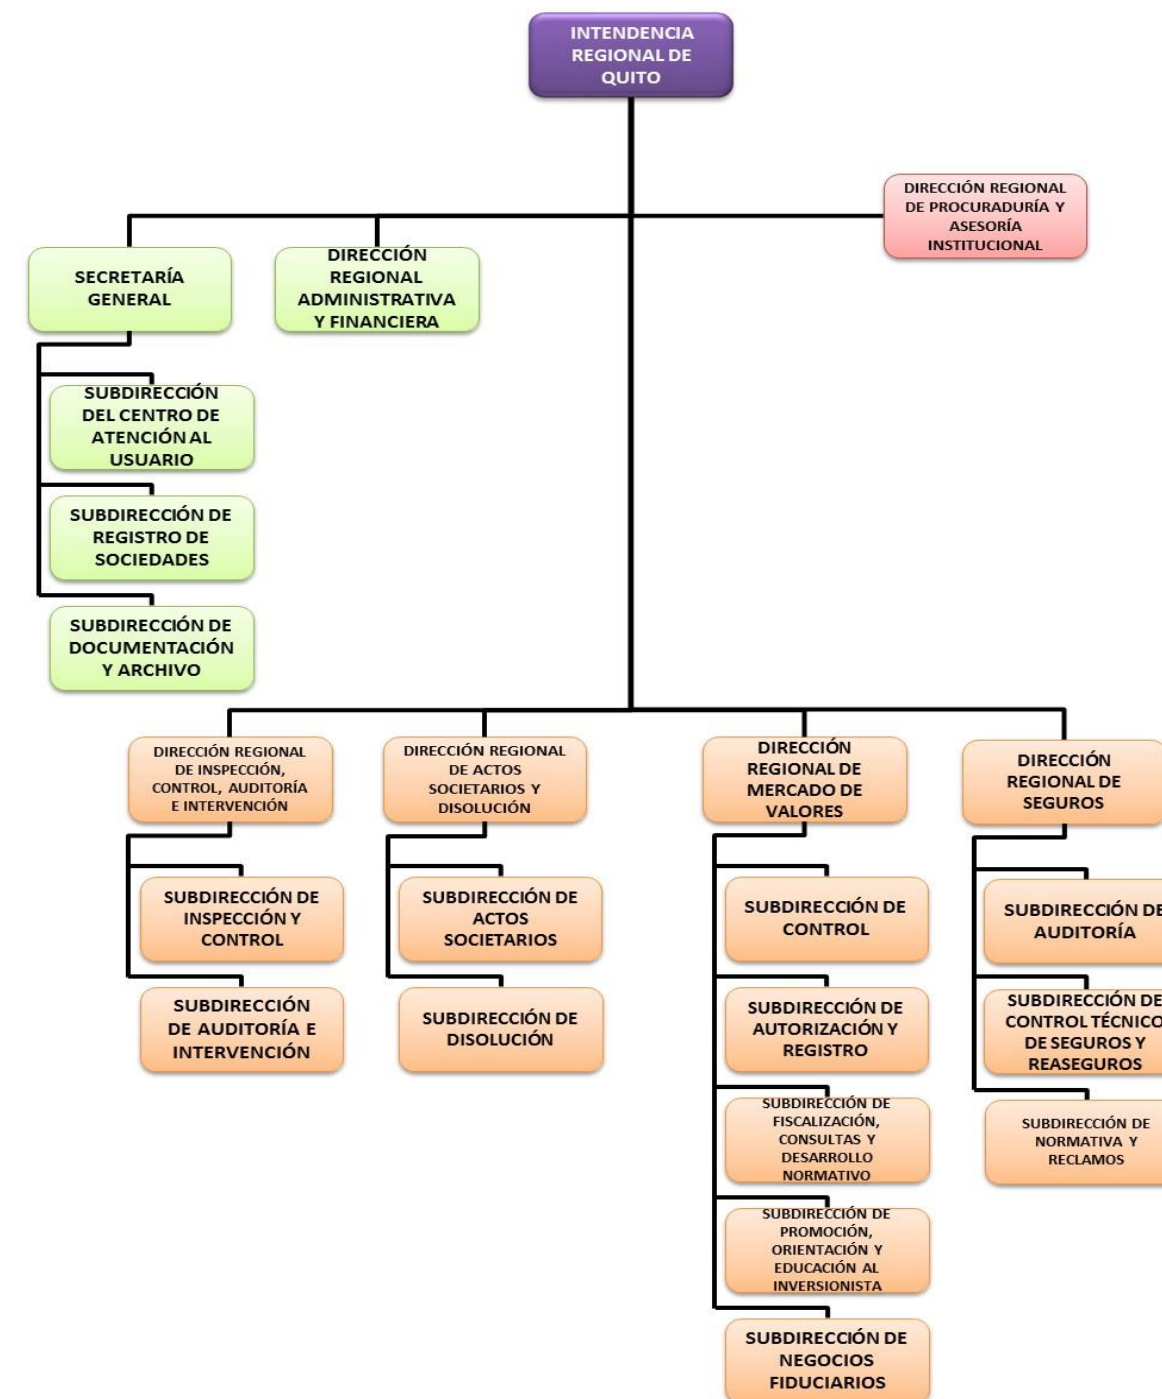 INTENDENCIA
REGIONAL DE
QUITO
DIRECCIÓN REGIONAL
DE PROCURADURÍA Y
ASESORÍA
INSTITUCIONAL
SECRETARÍA
GENERAL
DIRECCIÓN
REGIONAL
ADMINISTRATIVA
Y FINANCIERA
SUBDIRECCIÓN
DEL CENTRO DE
ATENCIÓN AL
USUARIO
SUBDIRECCIÓN DE
REGISTRO DE
SOCIEDADES
SUBDIRECCIÓN DE
DOCUMENTACIÓN
Y ARCHIVO
DIRECCIÓN REGIONAL
DE INSPECCIÓN,
CONTROL, AUDITORÍA
E INTERVENCIÓN
SUBDIRECCIÓN DE
INSPECCIÓN Y
CONTROL
SUBDIRECCIÓN
DE AUDITORÍA E
INTERVENCIÓN
DIRECCIÓN REGIONAL
DE ACTOS
SOCIETARIOS Y
DISOLUCIÓN
SUBDIRECCIÓN DE
ACTOS
SOCIETARIOS
SUBDIRECCIÓN DE
DISOLUCIÓN
DIRECCIÓN
REGIONAL DE
MERCADO DE
VALORES
SUBDIRECCIÓN DE
CONTROL
SUBDIRECCIÓN DE
AUTORIZACIÓN Y
REGISTRO
SUBDIRECCIÓN DE
FISCALIZACIÓN,
CONSULTAS Y
DESARROLLO
NORMATIVO
SUBDIRECCIÓN DE
PROMOCIÓN,
ORIENTACIÓN Y
EDUCACIÓN AL
INVERSIONISTA
SUBDIRECCIÓN DE
NEGOCIOS
FIDUCIARIOS
DIRECCIÓN
REGIONAL DE
SEGUROS
SUBDIRECCIÓN DE
AUDITORÍA
SUBDIRECCIÓN DE
CONTROL TÉCNICO
DE SEGUROS Y
REASEGUROS
SUBDIRECCIÓN DE
NORMATIVA Y
RECLAMOS